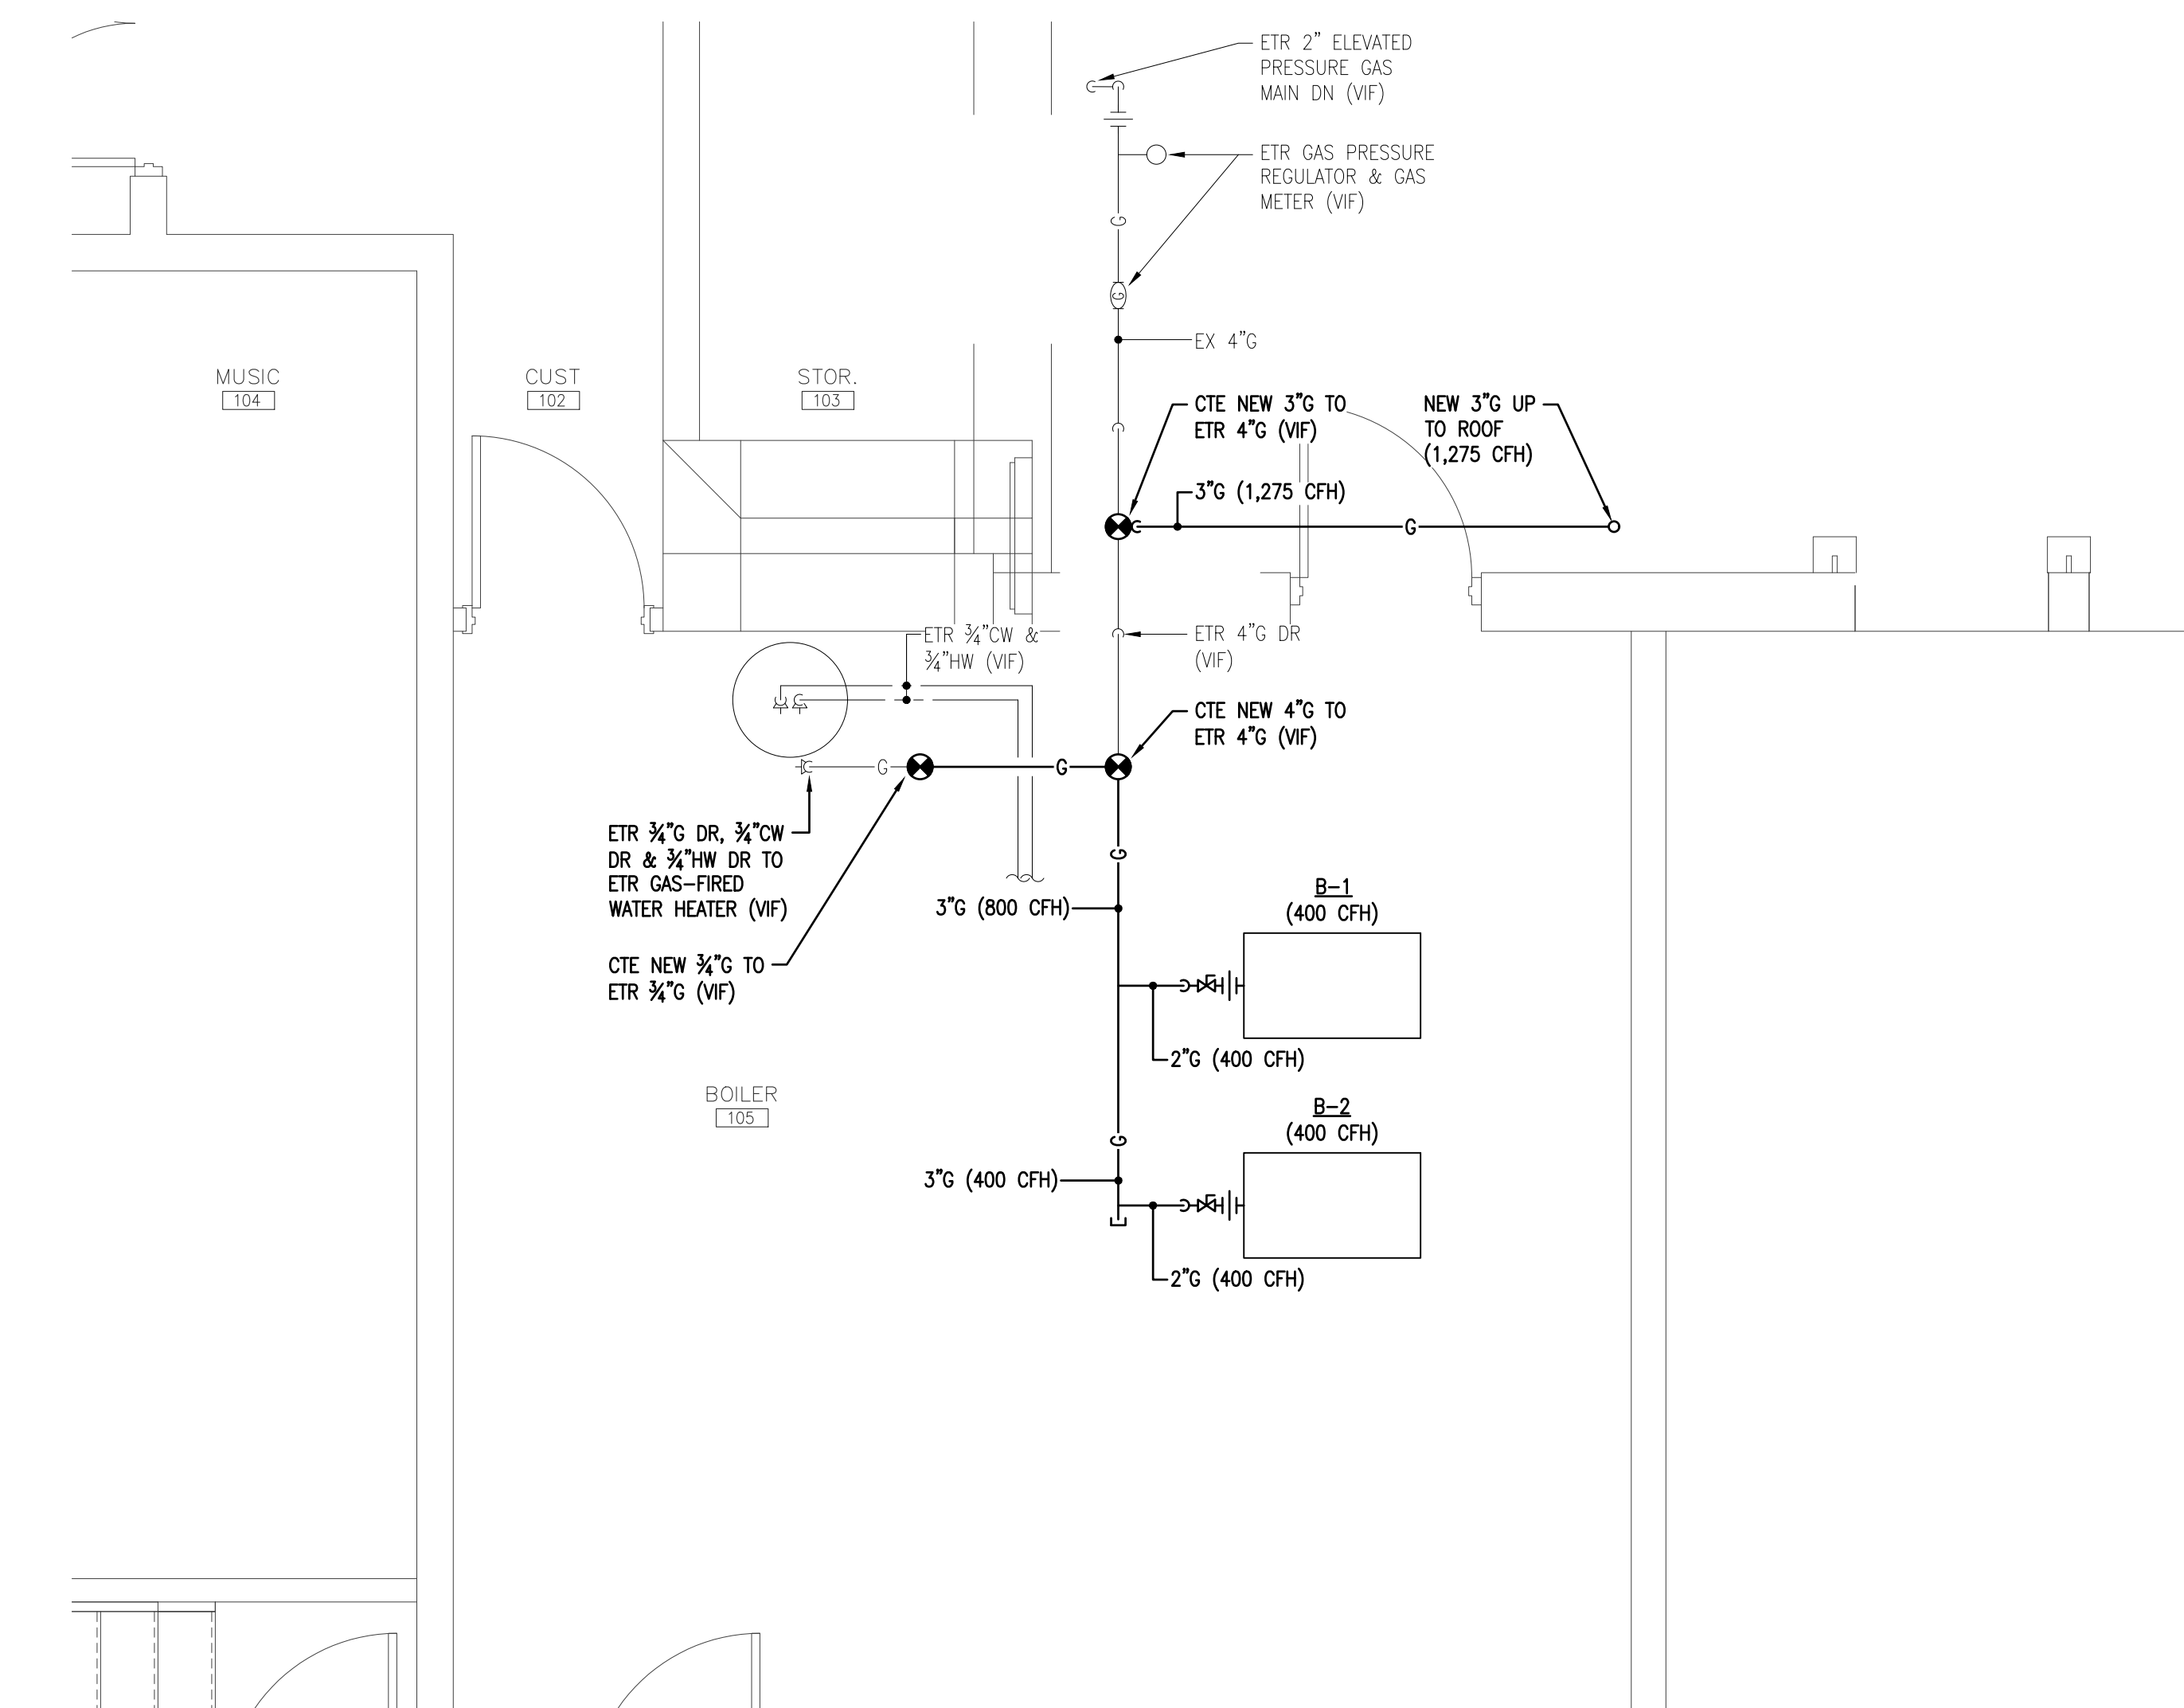 ETR 2" ELEVATED
PRESSURE GAS
MAIN DN (VIF)
ETR GAS PRESSURE
REGULATOR & GAS
METER (VIF)
G
G
EX 4"G
MUSIC
104
CUST
102
STOR.
103
CTE NEW 3"G TO
ETR 4"G (VIF)
NEW 3"G UP
TO ROOF
(1,275 CFH)
3"G (1,275 CFH)
G
ETR 3/4"CW &
3/4"HW (VIF)
ETR 4"G DR
(VIF)
CTE NEW 4"G TO
ETR 4"G (VIF)
G
G
ETR 3/4"G DR, 3/4"CW
DR & 3/4"HW DR TO
ETR GAS-FIRED
WATER HEATER (VIF)
G
3"G (800 CFH)
B-1
(400 CFH)
CTE NEW 3/4"G TO
ETR 3/4"G (VIF)
2"G (400 CFH)
BOILER
105
B-2
(400 CFH)
G
3"G (400 CFH)
2"G (400 CFH)